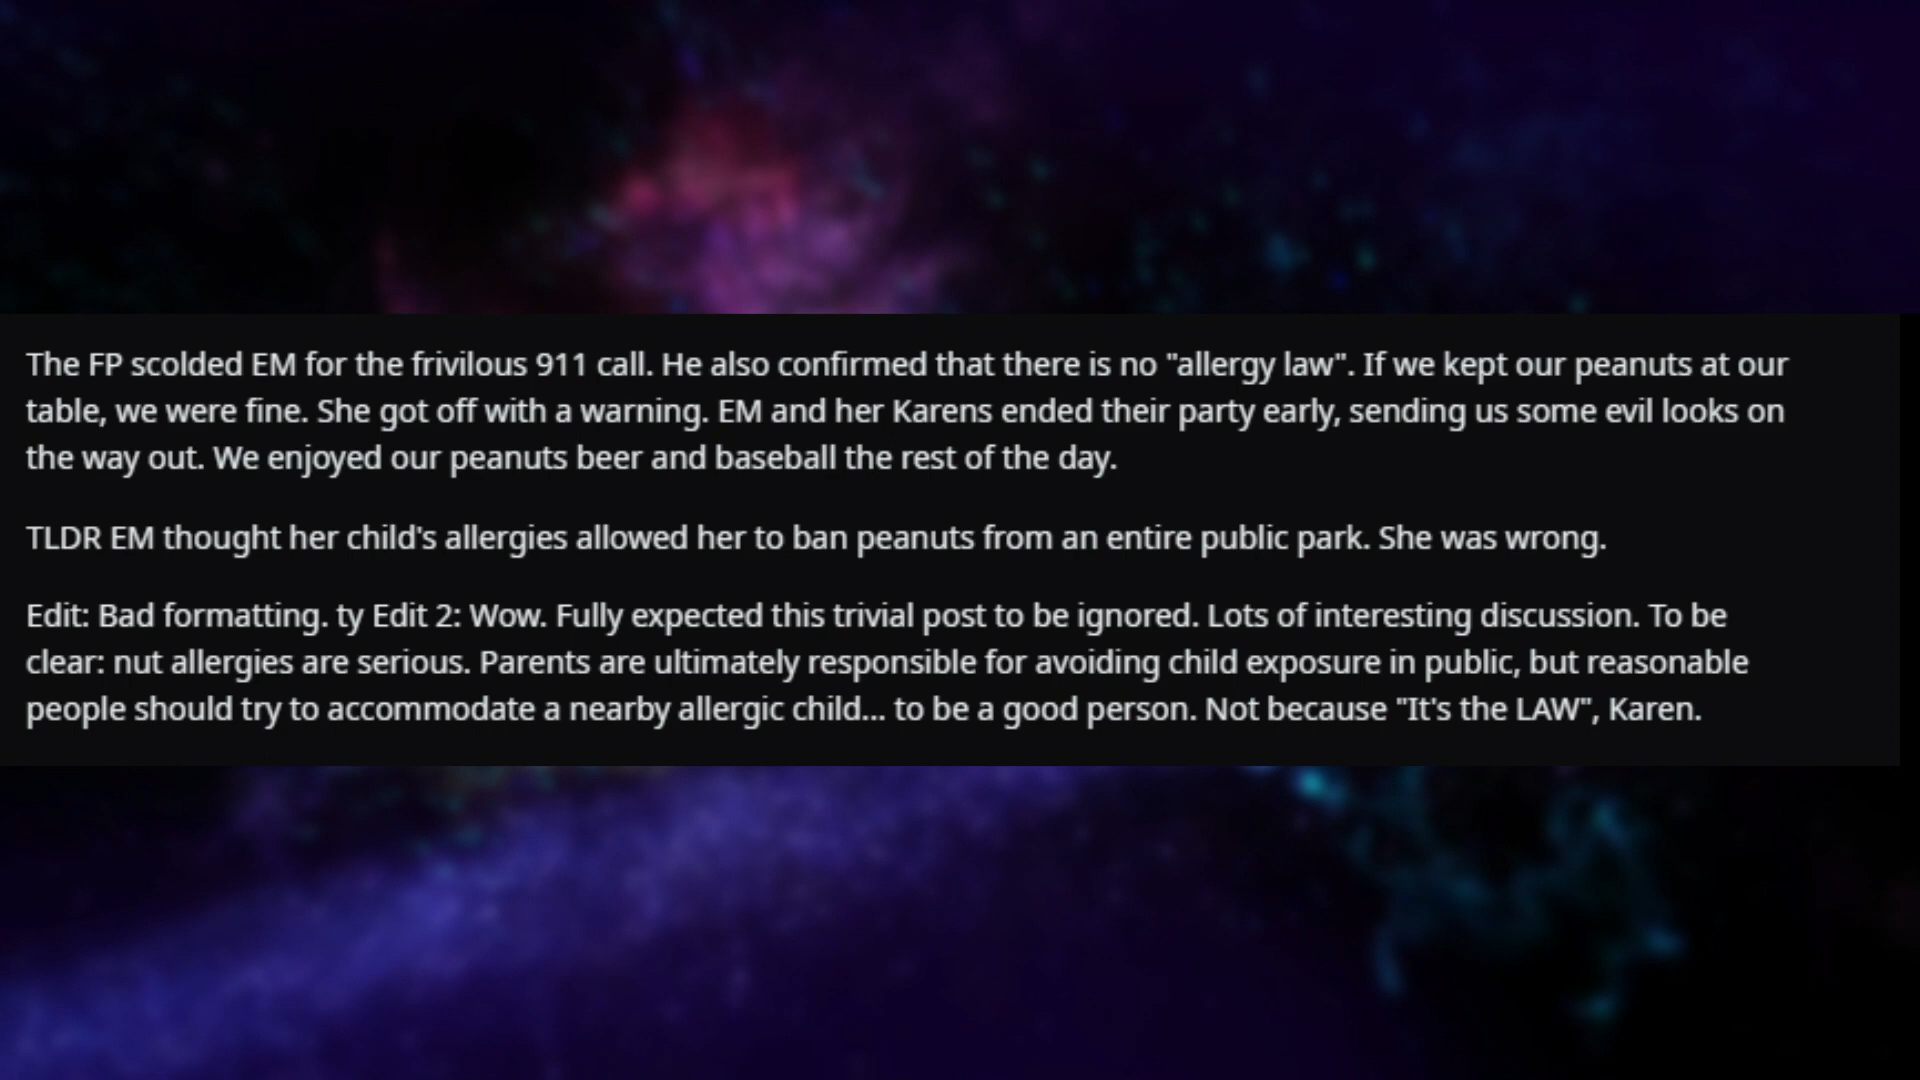 The FP scolded EM for the frivilous 911 call. He also confirmed that there is no "allergy law". If we kept our peanuts at our
table, we were fine. She got off with a warning. EM and her Karens ended their party early, sending us some evil looks on
the way out. We enjoyed our peanuts beer and baseball the rest of the day.
TLDR EM thought her child's allergies allowed her to ban peanuts from an entire public park. She was wrong.
Edit: Bad formatting. ty Edit 2: Wow. Fully expected this trivial post to be ignored. Lots of interesting discussion. To be
clear: nut allergies are serious. Parents are ultimately responsible for avoiding child exposure in public, but reasonable
people should try to accommodate a nearby allergic child... to be a good person. Not because "It's the LAW", Karen.